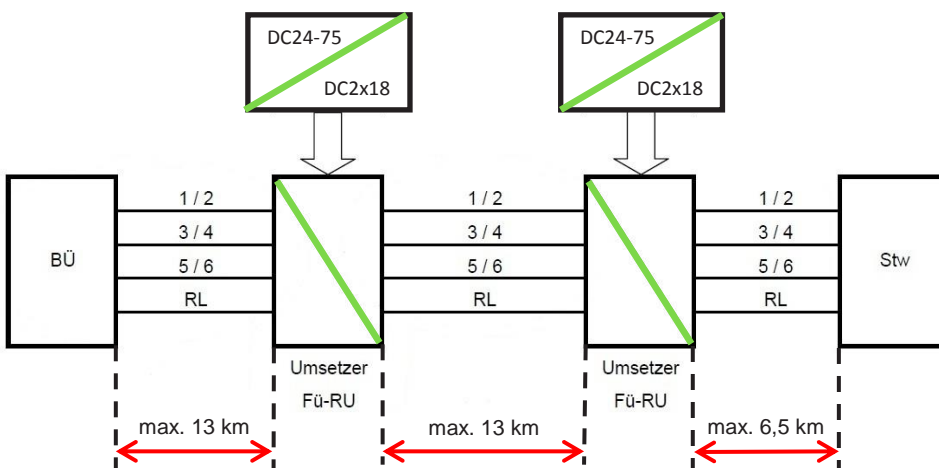 DC24-75
DC2x18
DC24-75
DC2x18
BÜ
1 / 2
3 / 4
5 / 6
RL
1 / 2
3 / 4
5 / 6
RL
1 / 2
3 / 4
5 / 6
RL
Stw
Umsetzer
Fü-RU
Umsetzer
Fü-RU
max. 13 km
max. 13 km
max. 6,5 km